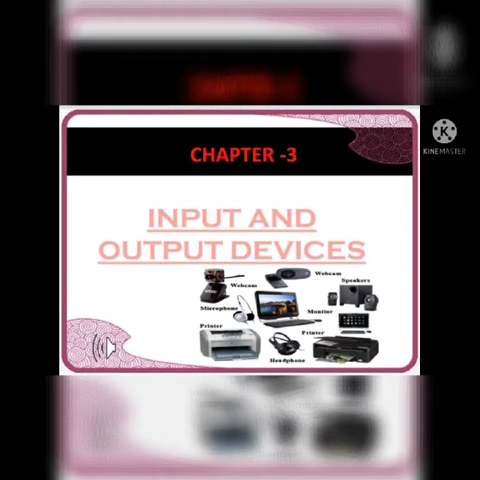 CHAPTER -3
KINEMASTER
INPUT AND
OUTPUT DEVICES
Webcam
Webcam
Speakers
Microphone
Monitor
Printer
Printer
Headphone